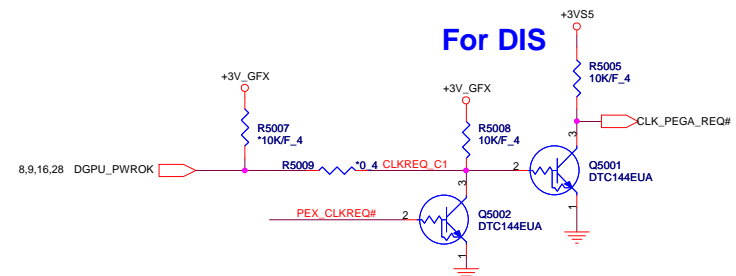 For DIS
+3VS5
R5005
10K/F_4
+3V_GFX
+3V_GFX
R5007
*10K/F_4
R5008
10K/F_4
CLK_PEGA_REQ#
3
8,9,16,28 DGPU_PWROK
R5009
*0_4
CLKREQ_C1
2
Q5001
DTC144EUA
1
3
PEX_CLKREQ#
2
Q5002
DTC144EUA
1